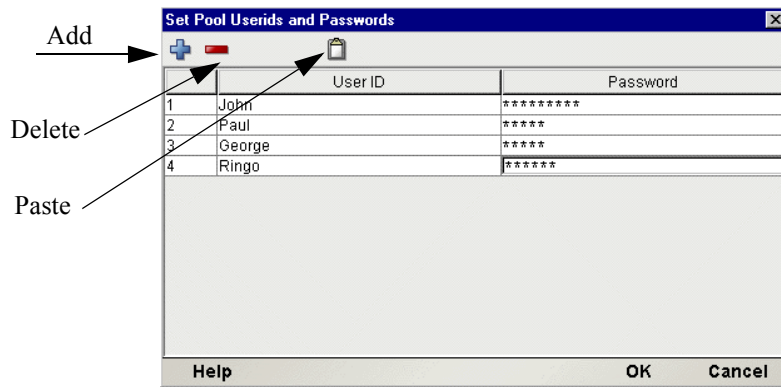 Set Pool Userids and Passwords
Add
User ID Password
1 John *********
Delete
2 Paul *****
3 George *****
4 Ringo ******
Paste
Help OK Cancel